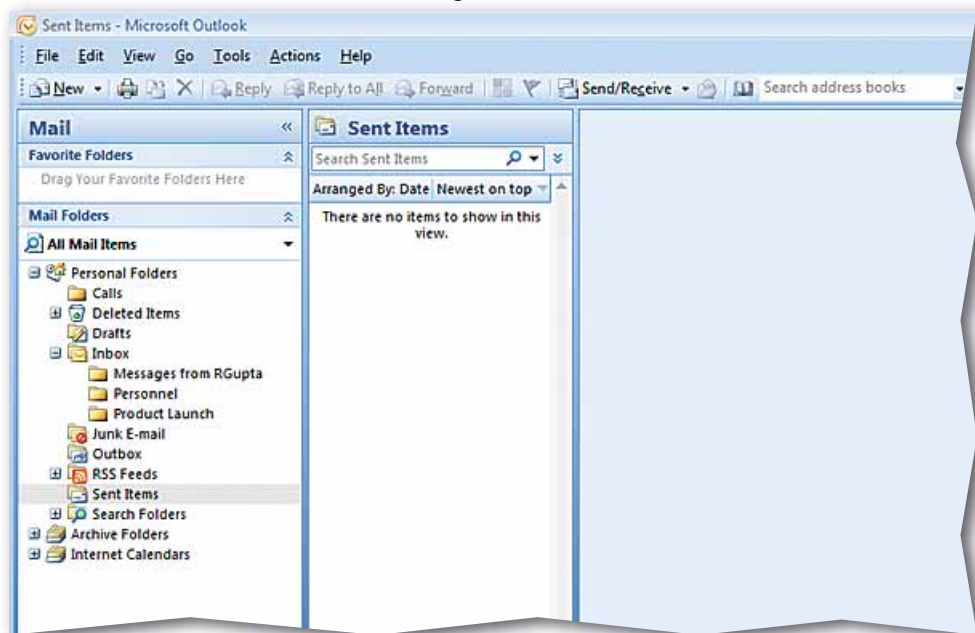 Sent Items - Microsoft Outlook
File Edit View Go Tools Actions Help
New Reply Reply to All Forward Send/Receive Search address books
Mail
Favorite Folders
Drag Your Favorite Folders Here
Mail Folders
All Mail Items
Personal Folders
Calls
Deleted Items
Drafts
Inbox
Messages from RGupta
Personnel
Product Launch
Junk E-mail
Outbox
RSS Feeds
Sent Items
Search Folders
Archive Folders
Internet Calendars
Sent Items
Search Sent Items
Arranged By: Date Newest on top
There are no items to show in this
view.